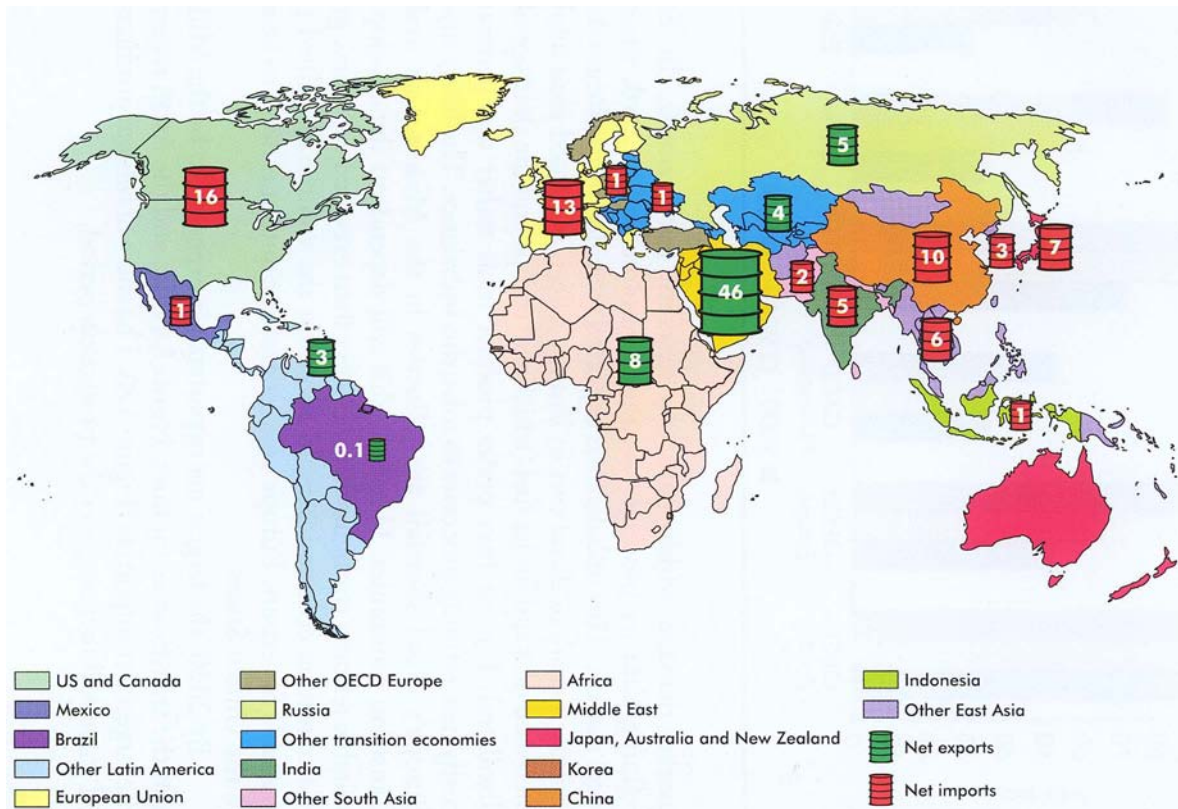 5
16
1
1
13
4
10
3
7
2
46
5
1
6
3
8
1
0.1
US and Canada
Mexico
Brazil
Other Latin America
European Union
Other OECD Europe
Russia
Other transition economies
India
Other South Asia
Africa
Middle East
Japan, Australia and New Zealand
Korea
China
Indonesia
Other East Asia
Net exports
Net imports